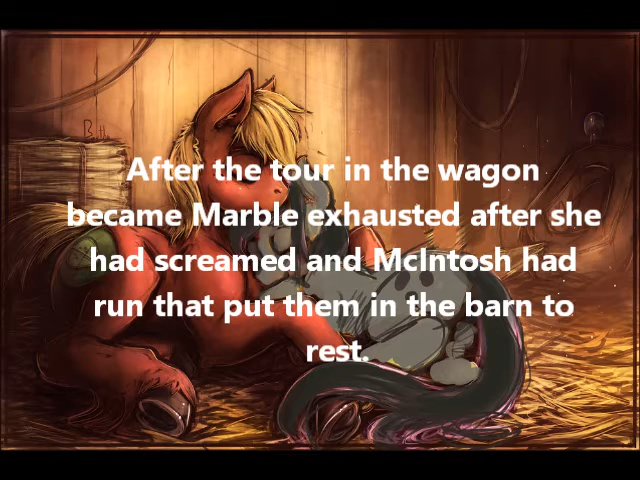 After the tour in the wagon
became Marble exhausted after she
had screamed and McIntosh had
run that put them in the barn to
rest.